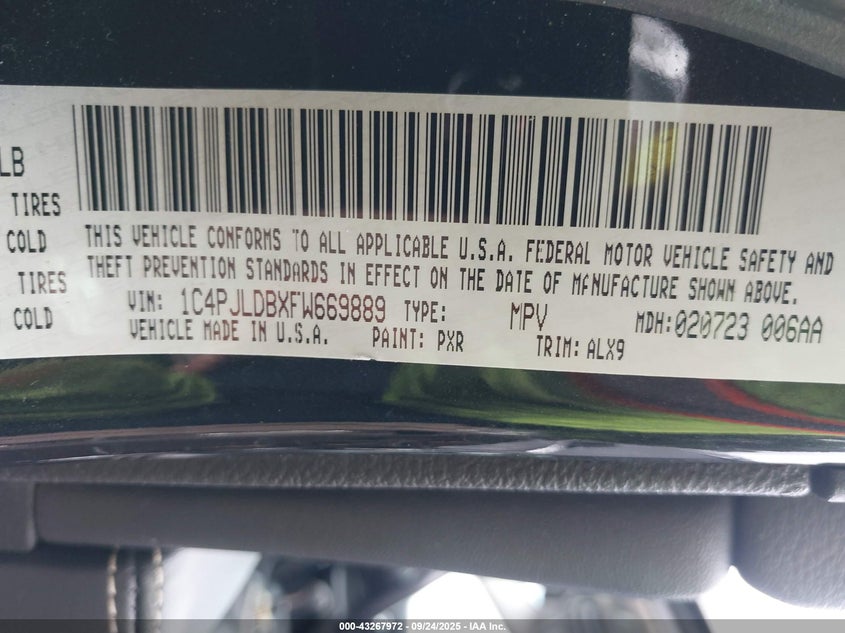 LB
TIRES
COLD
TIRES
COLD
THIS VEHICLE CONFORMS TO ALL APPLICABLE U.S.A. FEDERAL MOTOR VEHICLE SAFETY AND
THEFT PREVENTION STANDARDS IN EFFECT ON THE DATE OF MANUFACTURE SHOWN ABOVE.
VIN: 1C4PJLDBXFW669889 TYPE: MPV MDH:020723 006AA
VEHICLE MADE IN U.S.A. PAINT: PXR TRIM: ALX9
000-43267972 — 09/24/2025 — IAA Inc.